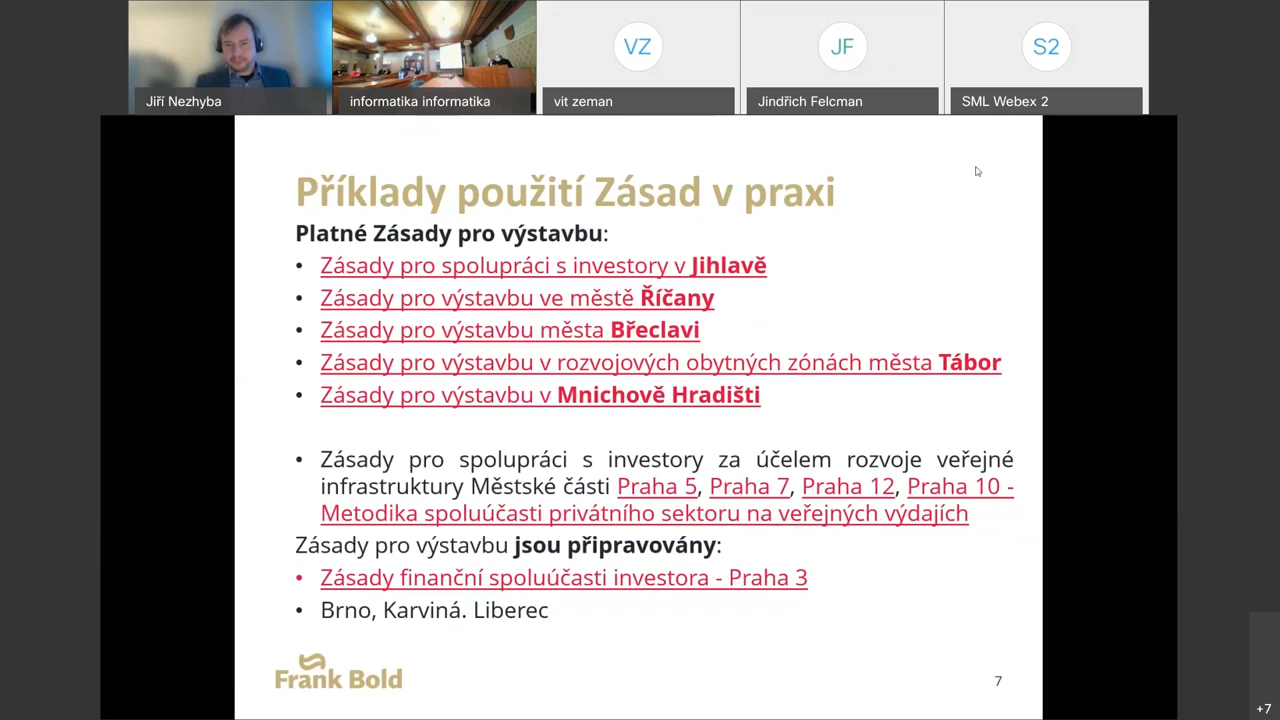 VZ
JF
S2
Jiří Nezhyba
informatika informatika
vit zeman
Jindřich Felcman
SML Webex 2
Příklady použití Zásad v praxi
Platné Zásady pro výstavbu:
• Zásady pro spolupráci s investory v Jihlavě
• Zásady pro výstavbu ve městě Říčany
• Zásady pro výstavbu města Břeclavi
• Zásady pro výstavbu v rozvojových obytných zónách města Tábor
• Zásady pro výstavbu v Mnichově Hradišti
• Zásady pro spolupráci s investory za účelem rozvoje veřejné
infrastruktury Městské části Praha 5, Praha 7, Praha 12, Praha 10 -
Metodika spoluúčasti privátního sektoru na veřejných výdajích
Zásady pro výstavbu jsou připravovány:
• Zásady finanční spoluúčasti investora - Praha 3
• Brno, Karviná. Liberec
Frank Bold
7
+7